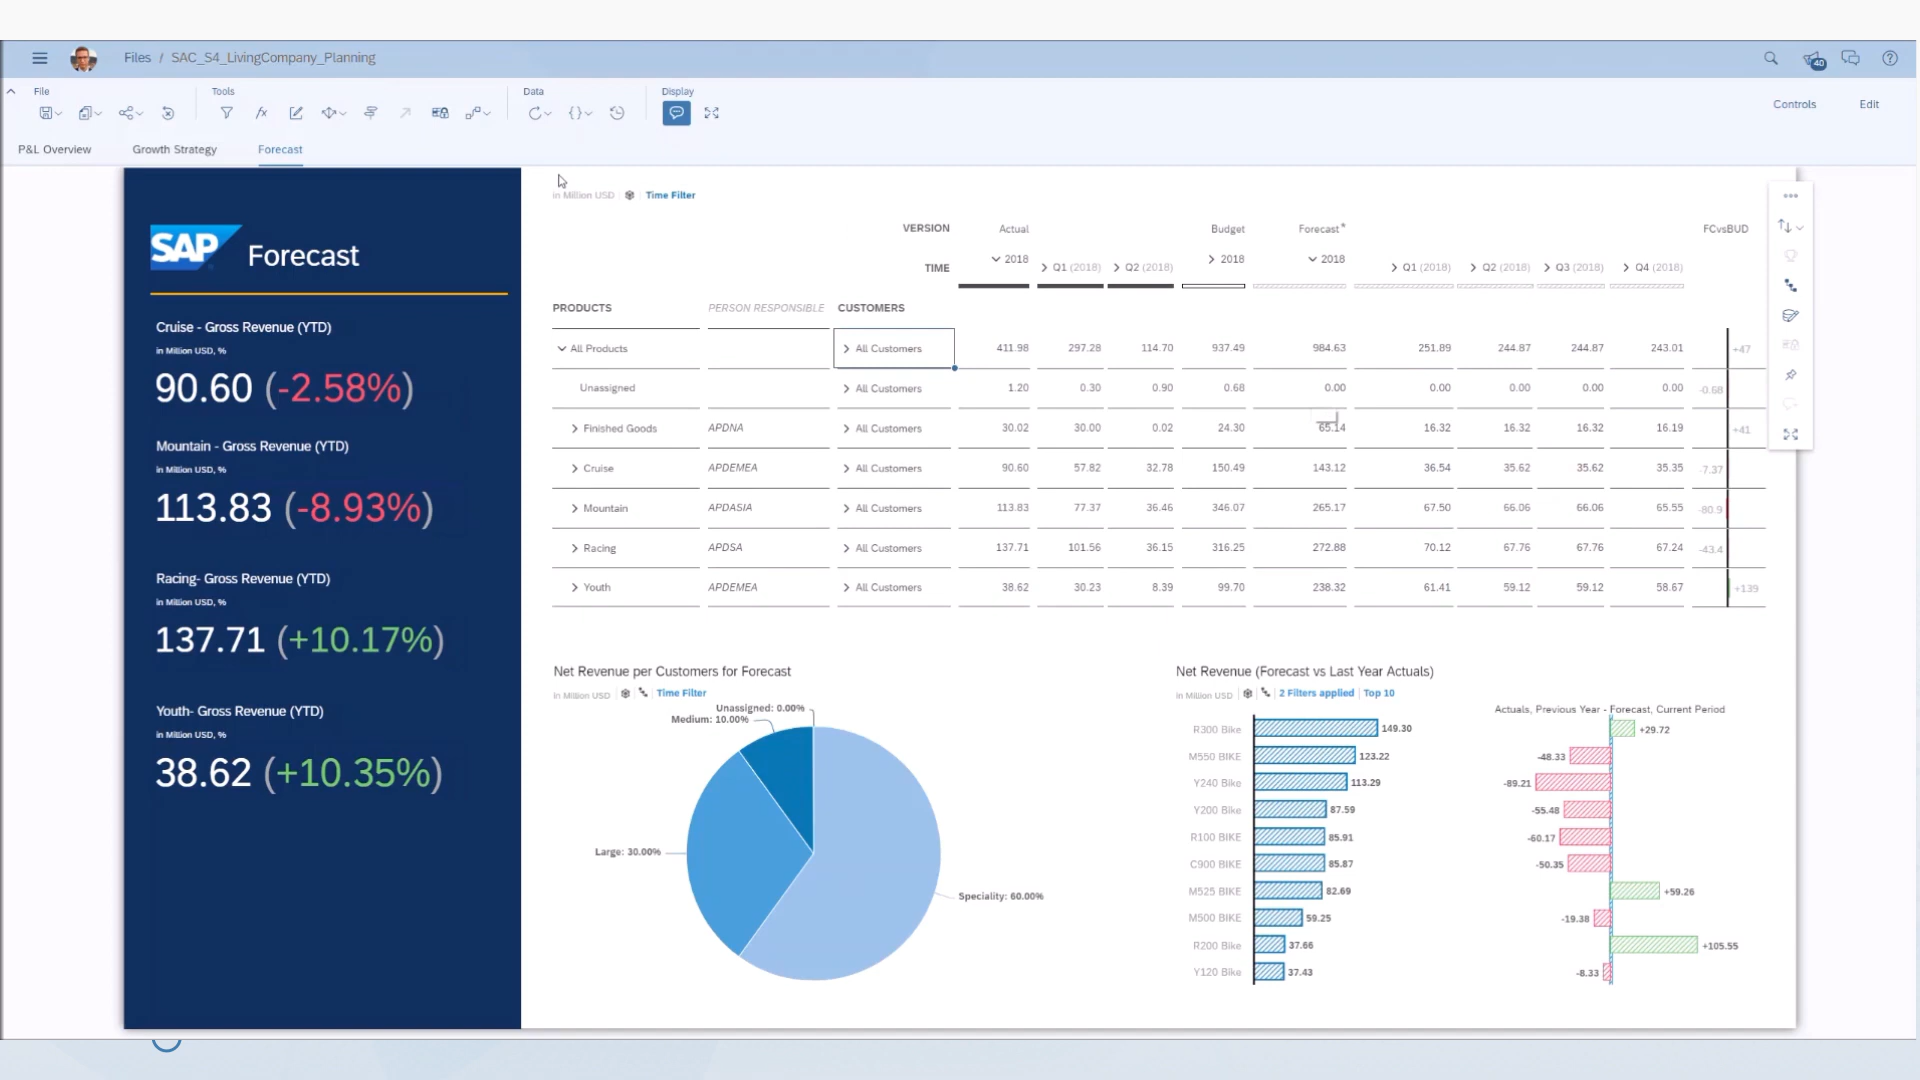 Files / SAC_S4_LivingCompany_Planning
40
File
Tools
Data
Display
Controls
Edit
P&L Overview
Growth Strategy
Forecast
SAP Forecast
Cruise - Gross Revenue (YTD)
in Million USD, %
90.60 (-2.58%)
Mountain - Gross Revenue (YTD)
in Million USD, %
113.83 (-8.93%)
Racing- Gross Revenue (YTD)
in Million USD, %
137.71 (+10.17%)
Youth- Gross Revenue (YTD)
in Million USD, %
38.62 (+10.35%)
in Million USD Time Filter
VERSION Actual Budget Forecast* FCvsBUD
TIME 2018 Q1 (2018) Q2 (2018) 2018 2018 Q1 (2018) Q2 (2018) Q3 (2018) Q4 (2018)
PRODUCTS PERSON RESPONSIBLE CUSTOMERS
All Products All Customers 411.98 297.28 114.70 937.49 984.63 251.89 244.87 244.87 243.01 +47
Unassigned All Customers 1.20 0.30 0.90 0.68 0.00 0.00 0.00 0.00 0.00 -0.68
Finished Goods APDNA All Customers 30.02 30.00 0.02 24.30 65.14 16.32 16.32 16.32 16.19 +41
Cruise APDEMEA All Customers 90.60 57.82 32.78 150.49 143.12 36.54 35.62 35.62 35.35 -7.37
Mountain APDASIA All Customers 113.83 77.37 36.46 346.07 265.17 67.50 66.06 66.06 65.55 -80.9
Racing APDSA All Customers 137.71 101.56 36.15 316.25 272.88 70.12 67.76 67.76 67.24 -43.4
Youth APDEMEA All Customers 38.62 30.23 8.39 99.70 238.32 61.41 59.12 59.12 58.67 +139
Net Revenue per Customers for Forecast
in Million USD Time Filter
Unassigned: 0.00%
Medium: 10.00%
Large: 30.00%
Speciality: 60.00%
Net Revenue (Forecast vs Last Year Actuals)
in Million USD 2 Filters applied Top 10
Actuals, Previous Year - Forecast, Current Period
R300 Bike 149.30 +29.72
M550 BIKE 123.22 -48.33
Y240 Bike 113.29 -89.21
Y200 Bike 87.59 -55.48
R100 BIKE 85.91 -60.17
C900 BIKE 85.87 -50.35
M525 BIKE 82.69 +59.26
M500 BIKE 59.25 -19.38
R200 Bike 37.66 +105.55
Y120 Bike 37.43 -8.33